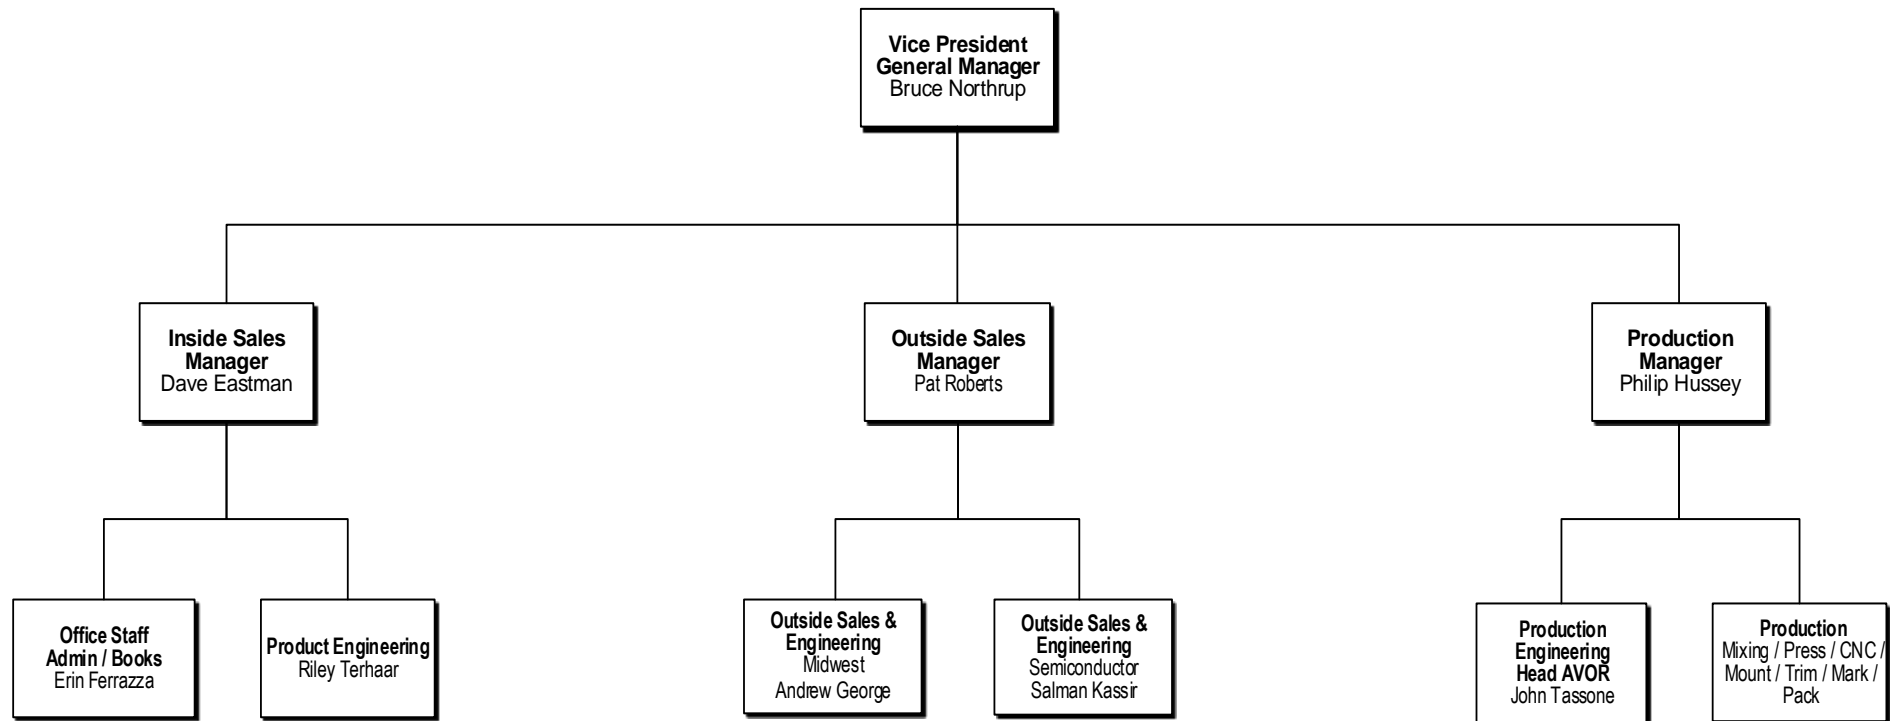 Vice President
General Manager
Bruce Northrup
Inside Sales
Manager
Dave Eastman
Outside Sales
Manager
Pat Roberts
Production
Manager
Philip Hussey
Office Staff
Admin / Books
Erin Ferrazza
Product Engineering
Riley Terhaar
Outside Sales &
Engineering
Midwest
Andrew George
Outside Sales &
Engineering
Semiconductor
Salman Kassir
Production
Engineering
Head AVOR
John Tassone
Production
Mixing / Press / CNC /
Mount / Trim / Mark /
Pack